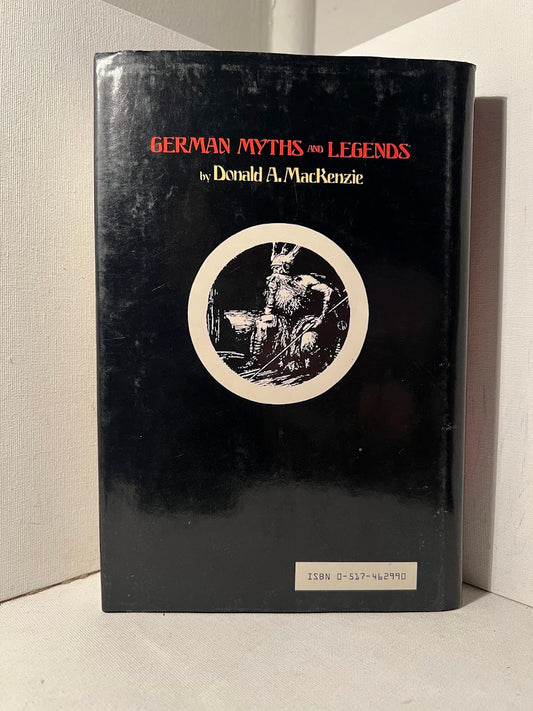 GERMAN MYTHS AND LEGENDS
by Donald A. MacKenzie
ISBN 0-517-462990